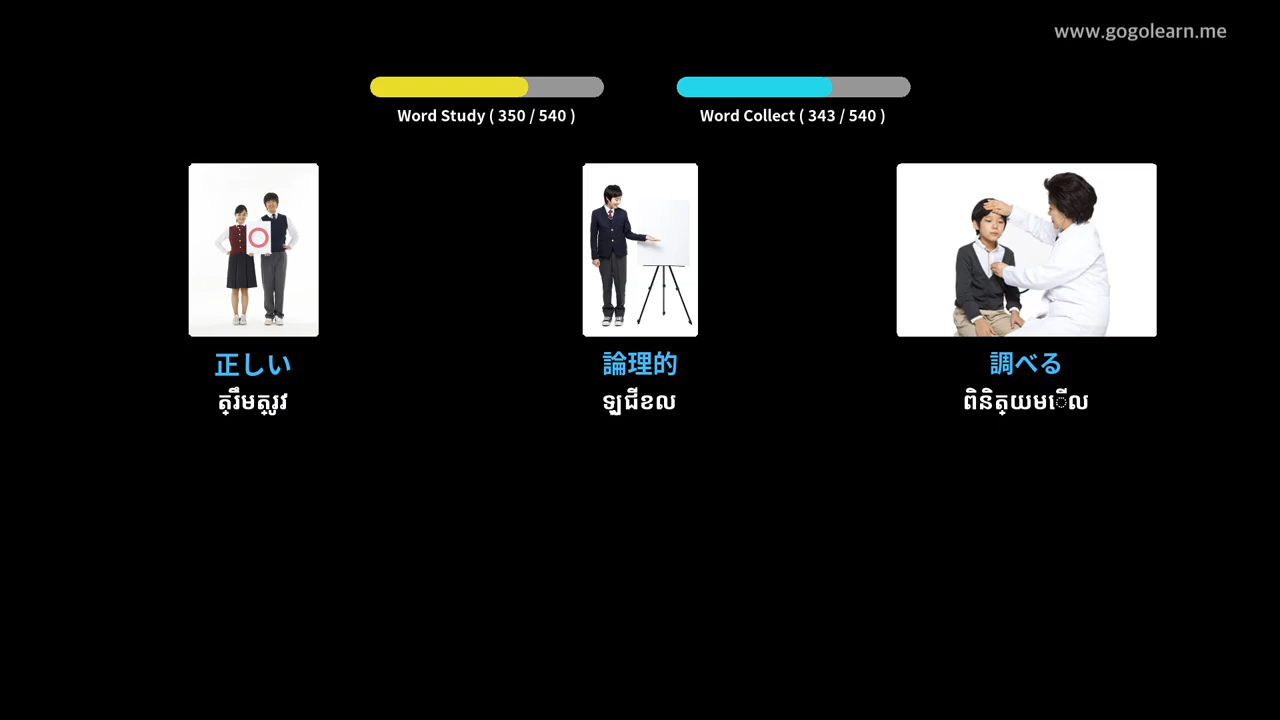 www.gogolearn.me
Word Study ( 350 / 540 )
Word Collect ( 343 / 540 )
正しい
論理的
調べる
ត្រឹមត្រូវ
ឡូជីខល
ពិនិត្យមើល